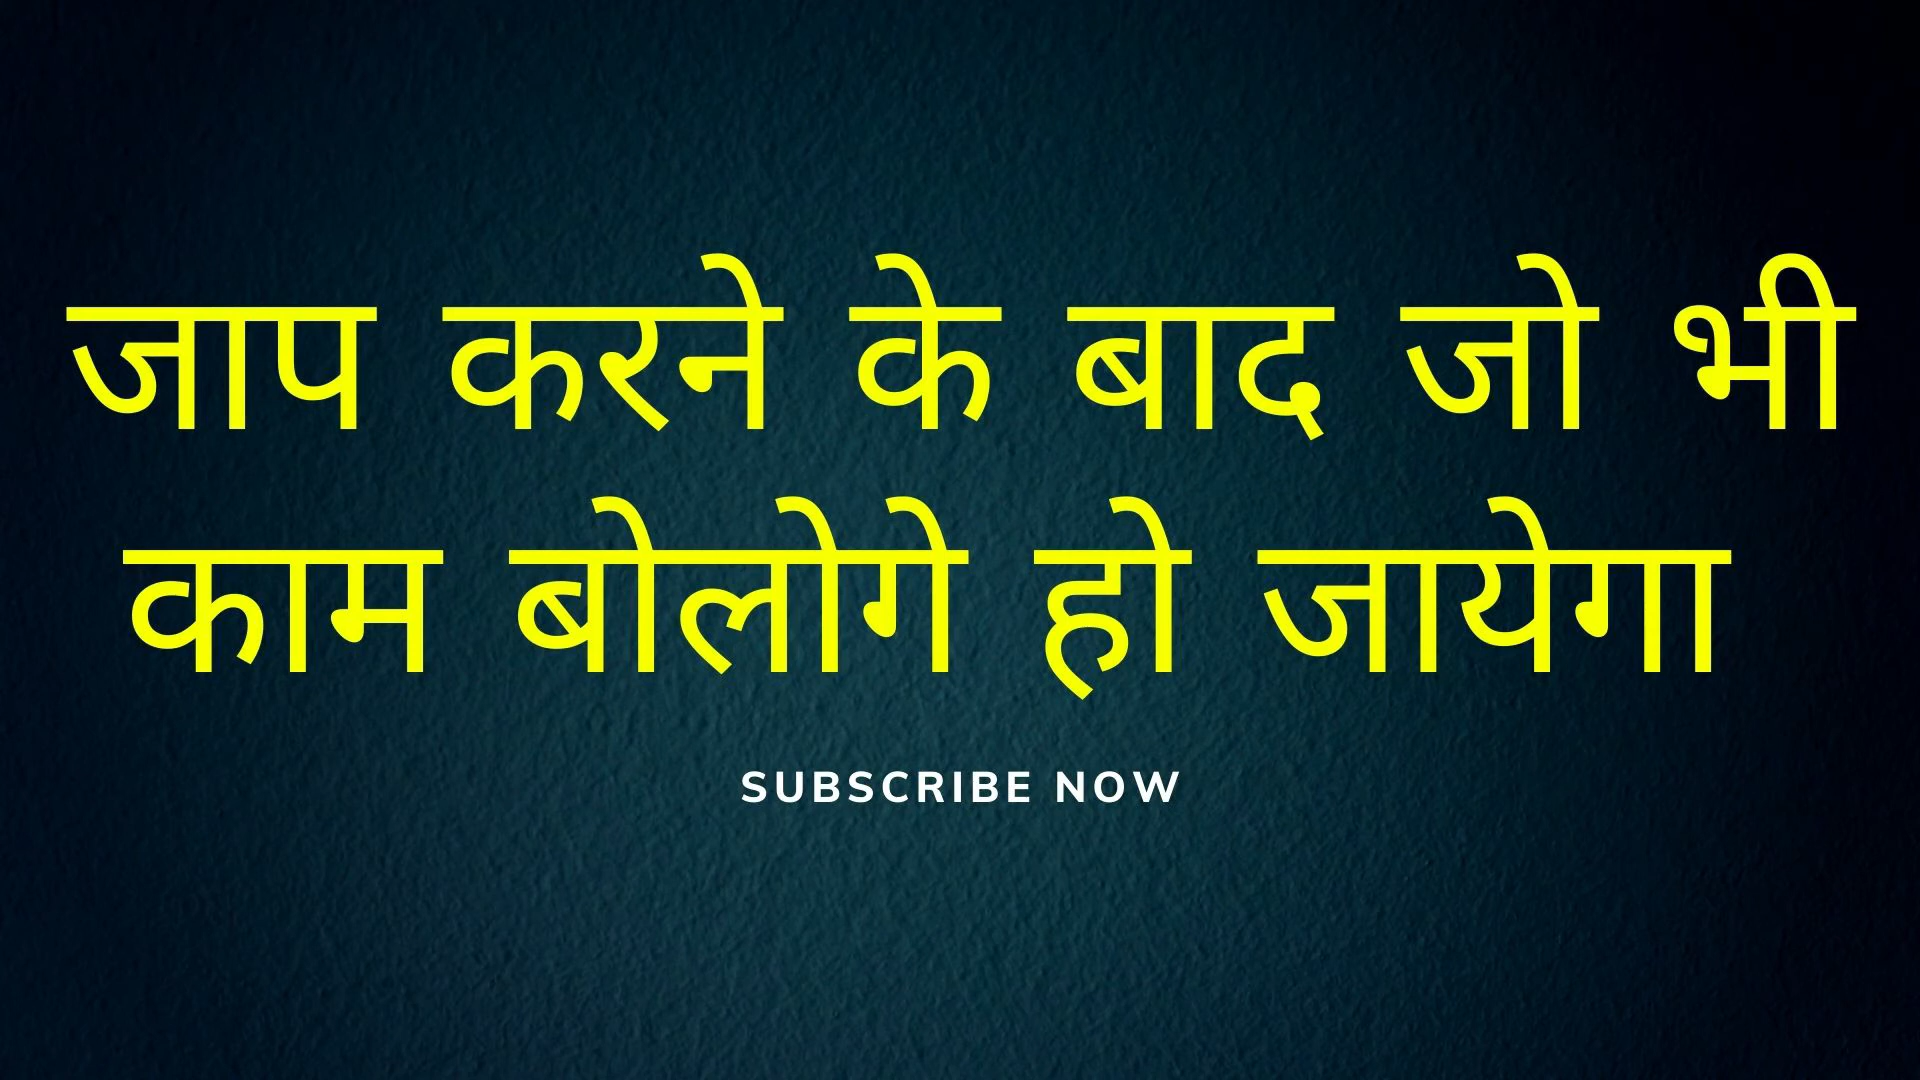 जाप करने के बाद जो भी
काम बोलोगे हो जायेगा
SUBSCRIBE NOW